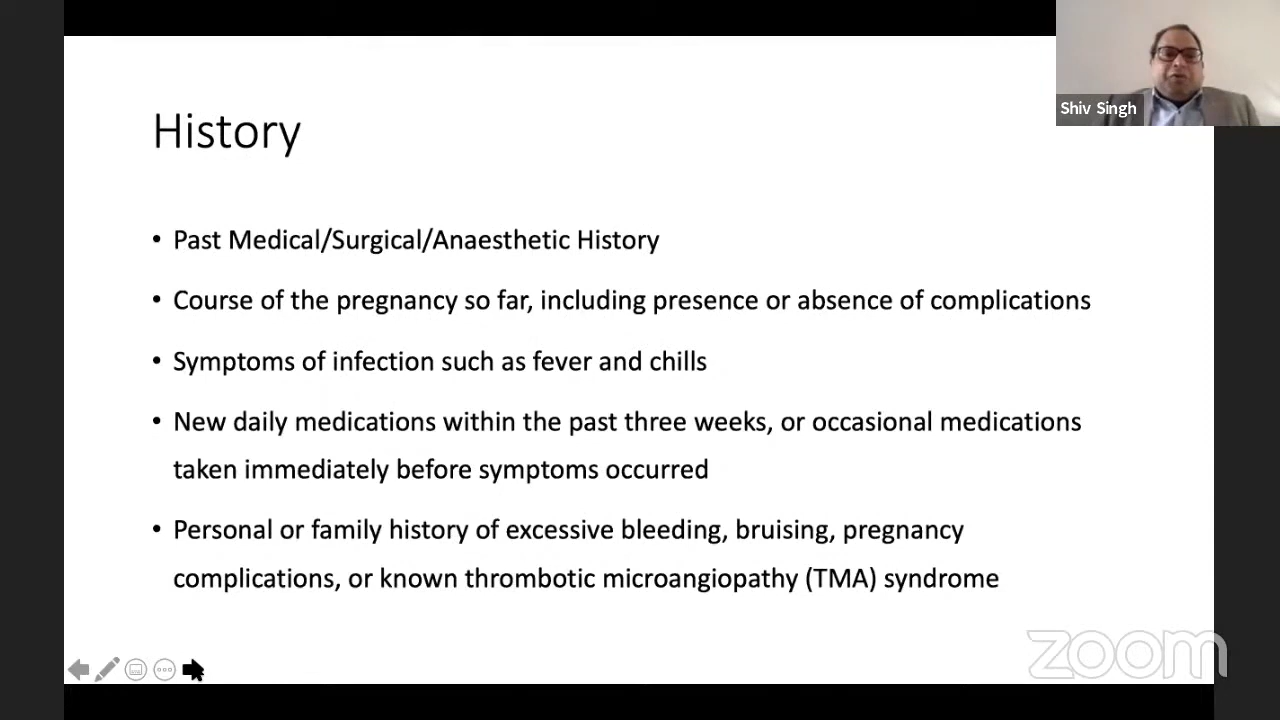 Shiv Singh
History
• Past Medical/Surgical/Anaesthetic History
• Course of the pregnancy so far, including presence or absence of complications
• Symptoms of infection such as fever and chills
• New daily medications within the past three weeks, or occasional medications
taken immediately before symptoms occurred
• Personal or family history of excessive bleeding, bruising, pregnancy
complications, or known thrombotic microangiopathy (TMA) syndrome
zoom